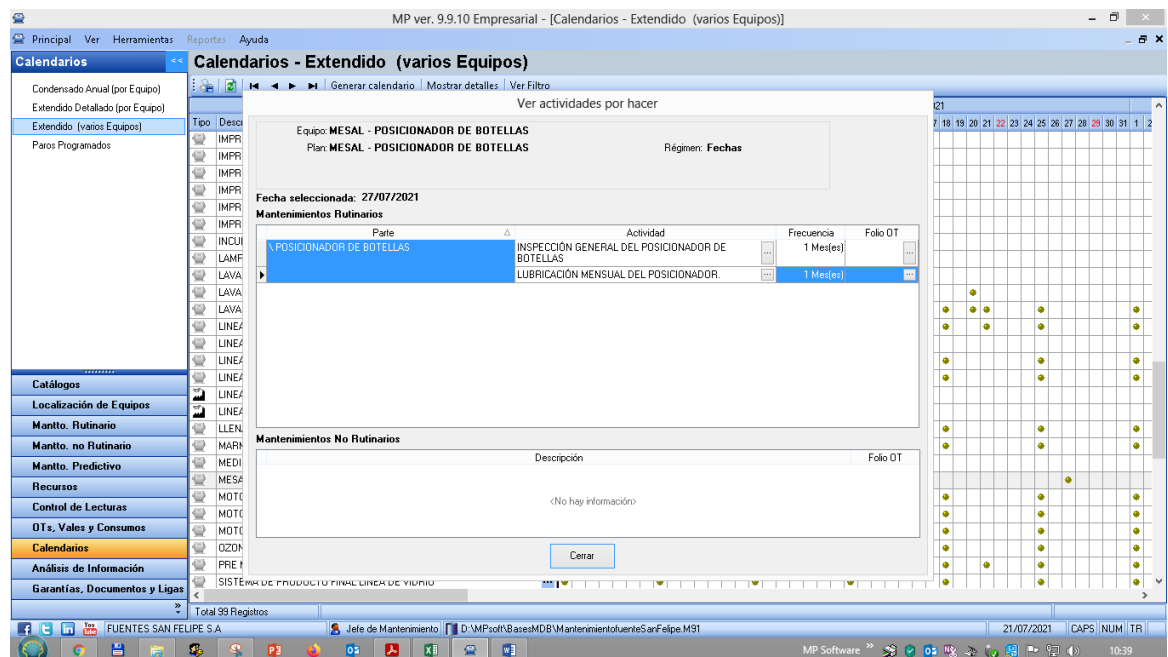 MP ver. 9.9.10 Empresarial - [Calendarios - Extendido (varios Equipos)]
Principal Ver Herramientas Reportes Ayuda
Calendarios <<
Calendarios - Extendido (varios Equipos)
Condensado Anual (por Equipo)
Extendido Detallado (por Equipo)
Extendido (varios Equipos)
Paros Programados
Generar calendario Mostrar detalles Ver Filtro
Ver actividades por hacer
Equipo: MESAL - POSICIONADOR DE BOTELLAS
Plan: MESAL - POSICIONADOR DE BOTELLAS Régimen: Fechas
Fecha seleccionada: 27/07/2021
Mantenimientos Rutinarios
Parte Actividad Frecuencia Folio OT
\ POSICIONADOR DE BOTELLAS INSPECCIÓN GENERAL DEL POSICIONADOR DE BOTELLAS ... 1 Mes(es) ...
LUBRICACIÓN MENSUAL DEL POSICIONADOR. ... 1 Mes(es) ...
Mantenimientos No Rutinarios
Descripción Folio OT
<No hay información>
Cerrar
Tipo Descr
IMPR
IMPR
IMPR
IMPR
IMPR
IMPR
INCU
LAMP
LAVA
LAVA
LAVA
LINEA
LINEA
LINEA
LINEA
LINEA
LINEA
LLEN
MARM
MEDI
MESA
MOTO
MOTO
MOTO
OZON
PRE
SISTEMA DE PRODUCTO FINAL LINEA DE VIDRIO
021
7 18 19 20 21 22 23 24 25 26 27 28 29 30 31 1 2
Catálogos
Localización de Equipos
Mantto. Rutinario
Mantto. no Rutinario
Mantto. Predictivo
Recursos
Control de Lecturas
OTs, Vales y Consumos
Calendarios
Análisis de Información
Garantías, Documentos y Ligas
Total 99 Registros
FUENTES SAN FELIPE S.A Jefe de Mantenimiento D:\MPsoft\BasesMDB\MantenimientofuenteSanFelipe.M91 21/07/2021 CAPS NUM TR
MP Software 10:39